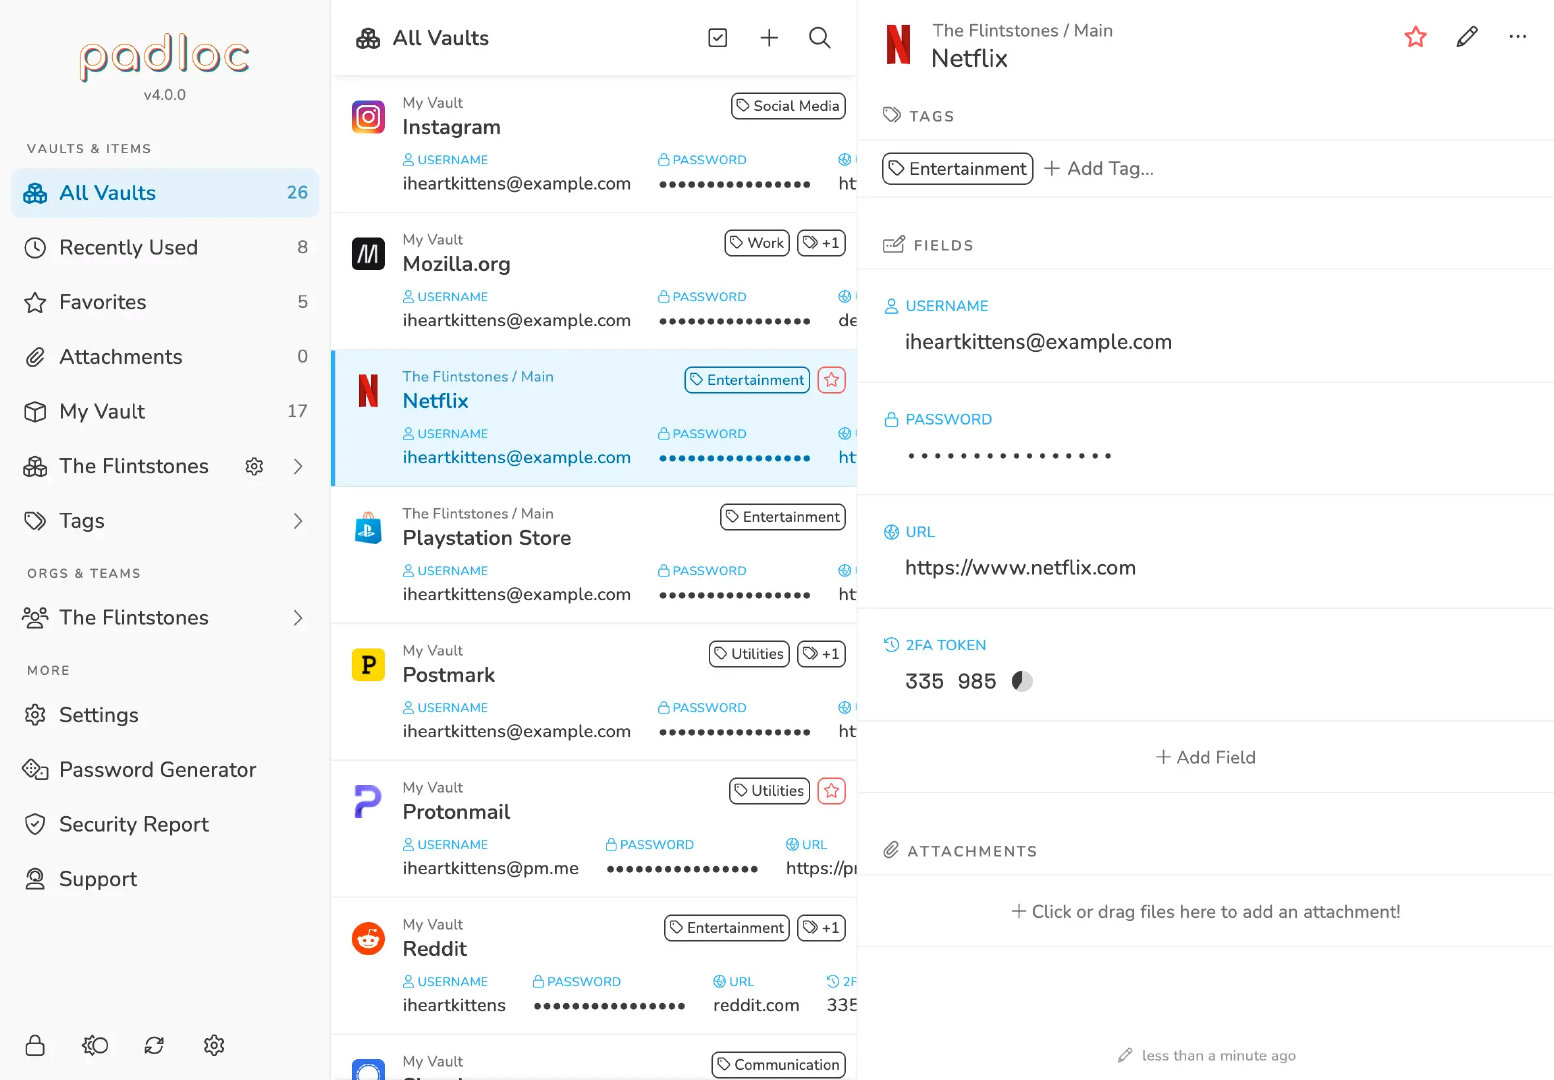 padloc
v4.0.0
VAULTS & ITEMS
All Vaults 26
Recently Used 8
Favorites 5
Attachments 0
My Vault 17
The Flintstones
Tags
ORGS & TEAMS
The Flintstones
MORE
Settings
Password Generator
Security Report
Support
All Vaults
My Vault
Social Media
Instagram
USERNAME PASSWORD
iheartkittens@example.com •••••••••••••••• ht
My Vault
Work +1
Mozilla.org
USERNAME PASSWORD
iheartkittens@example.com •••••••••••••••• de
The Flintstones / Main
Entertainment
Netflix
USERNAME PASSWORD
iheartkittens@example.com •••••••••••••••• ht
The Flintstones / Main
Entertainment
Playstation Store
USERNAME PASSWORD
iheartkittens@example.com •••••••••••••••• ht
My Vault
Utilities +1
Postmark
USERNAME PASSWORD
iheartkittens@example.com •••••••••••••••• ht
My Vault
Utilities
Protonmail
USERNAME PASSWORD URL
iheartkittens@pm.me •••••••••••••••• https://pr
My Vault
Entertainment +1
Reddit
USERNAME PASSWORD URL 2F
iheartkittens •••••••••••••••• reddit.com 335
My Vault
Communication
The Flintstones / Main
Netflix
TAGS
Entertainment + Add Tag...
FIELDS
USERNAME
iheartkittens@example.com
PASSWORD
••••••••••••••••
URL
https://www.netflix.com
2FA TOKEN
335 985
+ Add Field
ATTACHMENTS
+ Click or drag files here to add an attachment!
less than a minute ago